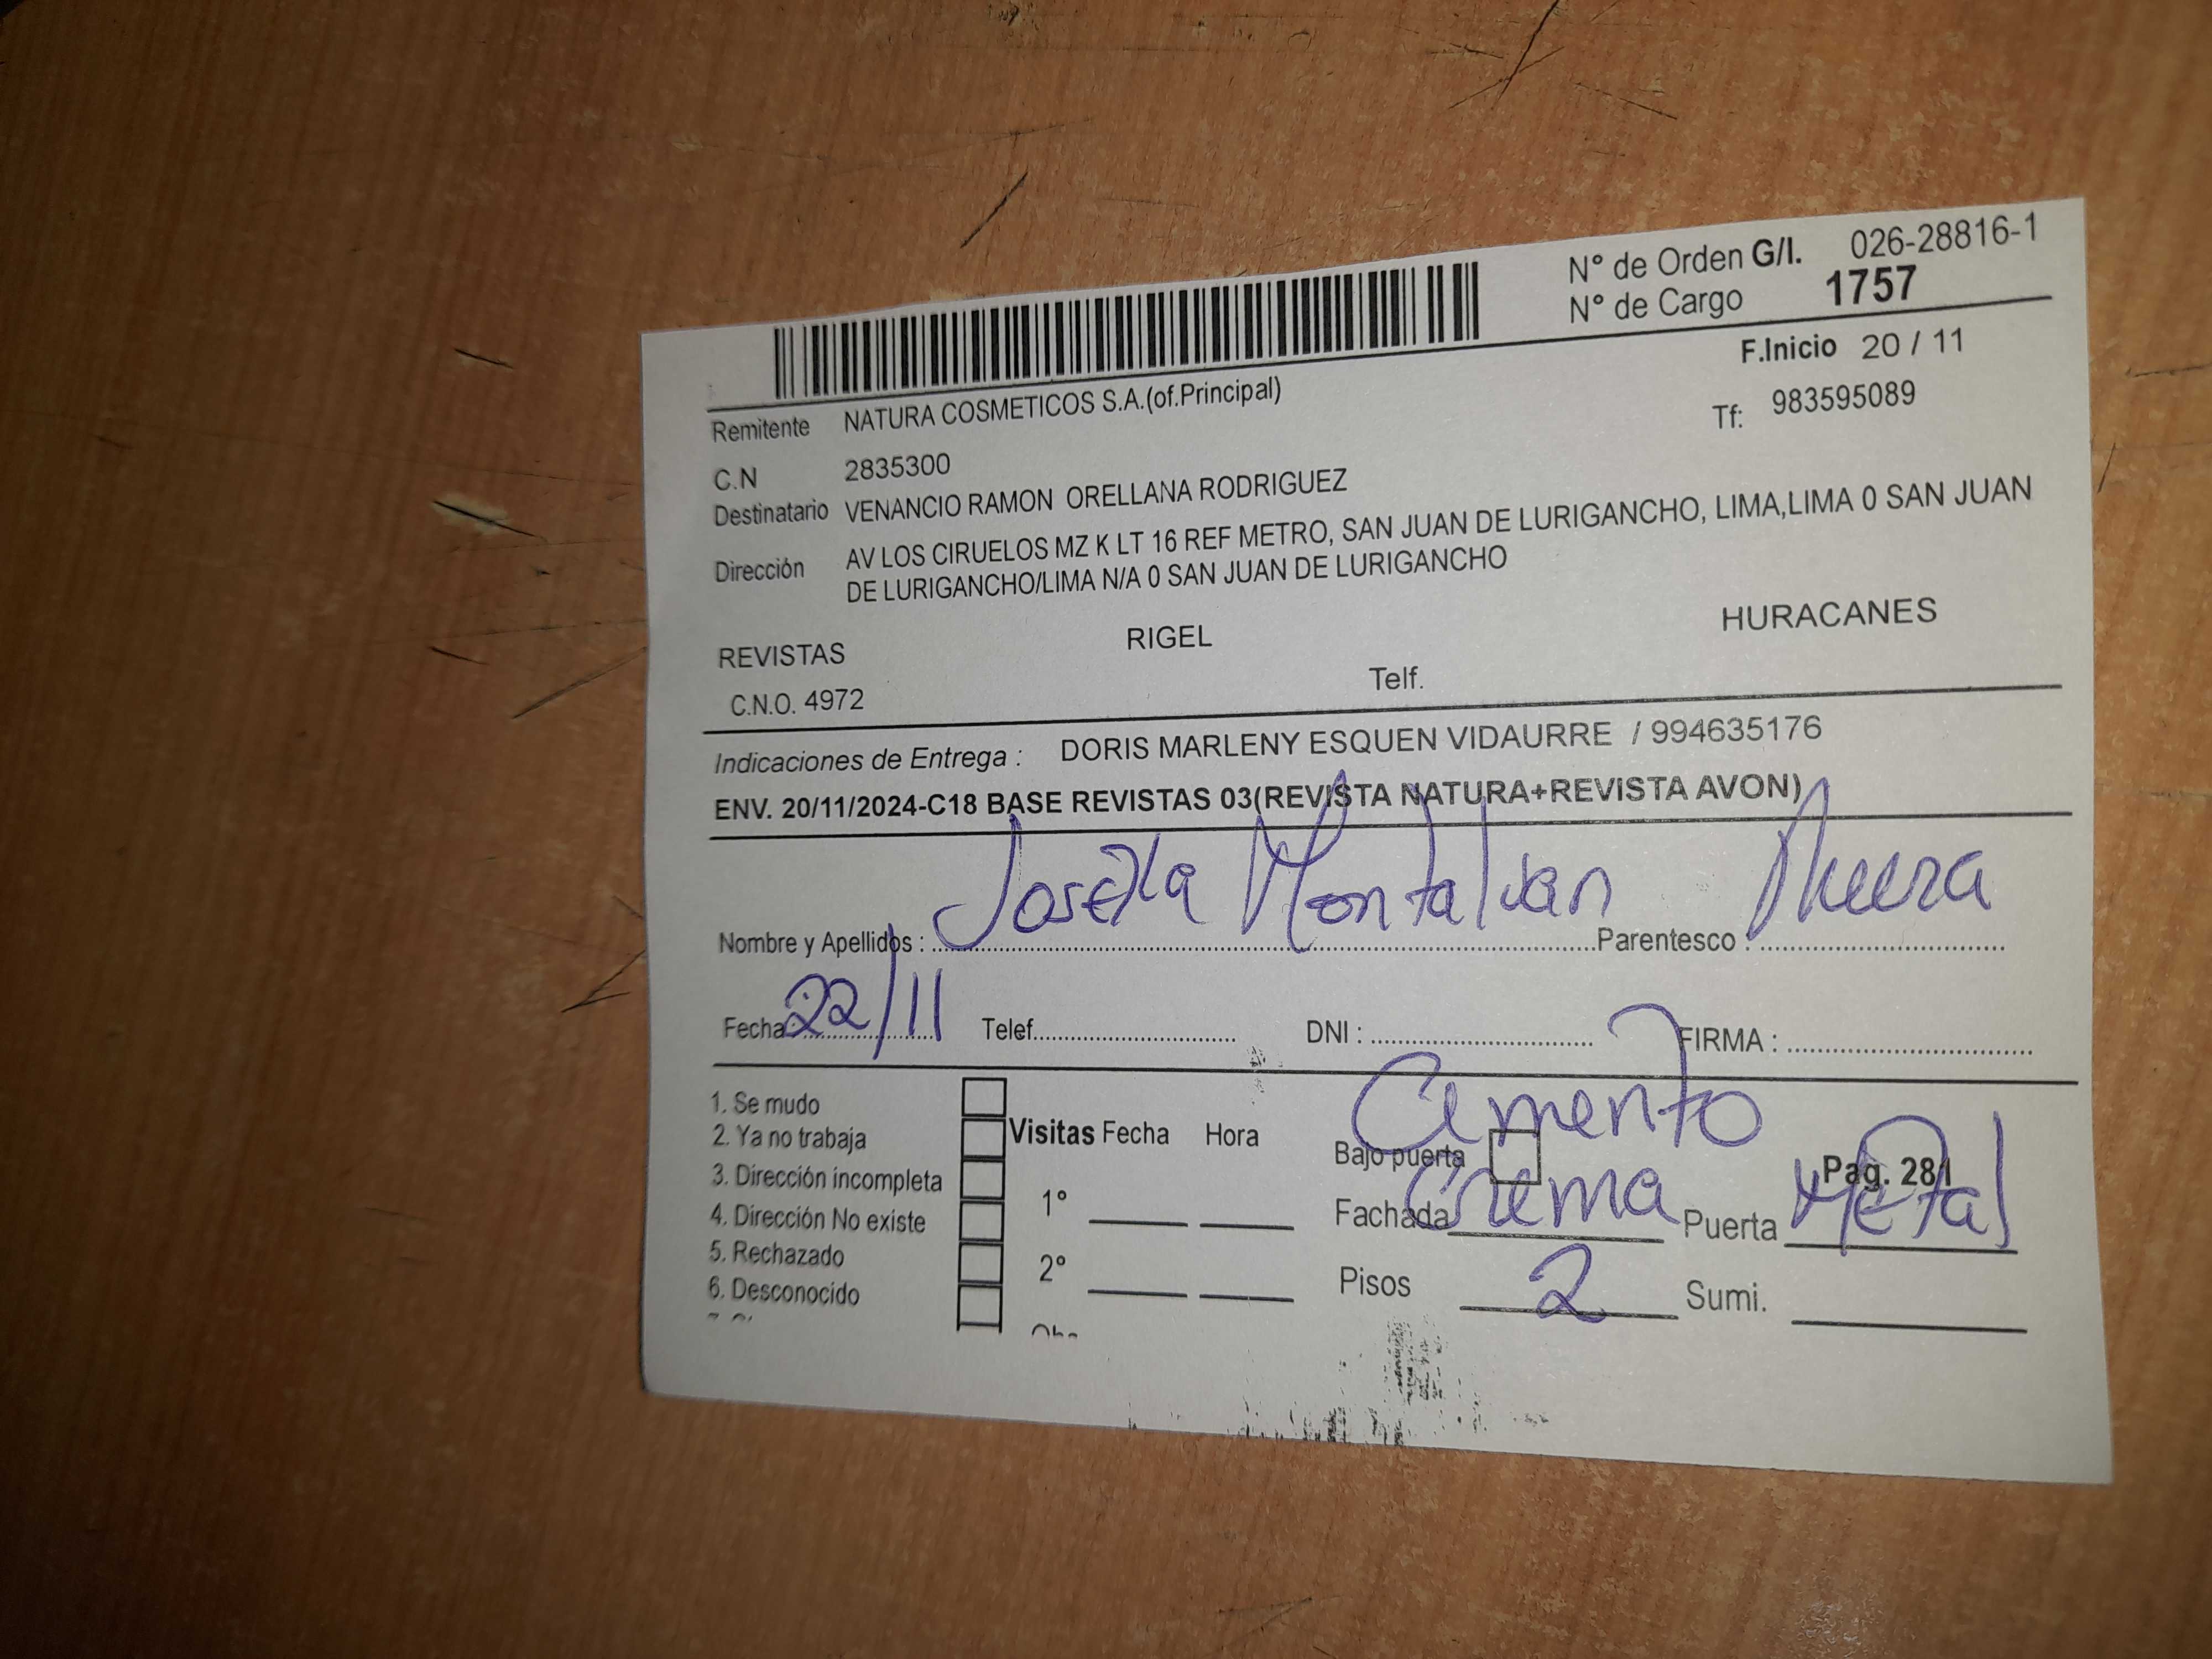 N° de Orden G/I. 026-28816-1
N° de Cargo 1757
F.Inicio 20 / 11
Remitente NATURA COSMETICOS S.A.(of.Principal)
Tf: 983595089
C.N 2835300
Destinatario VENANCIO RAMON ORELLANA RODRIGUEZ
Dirección AV LOS CIRUELOS MZ K LT 16 REF METRO, SAN JUAN DE LURIGANCHO, LIMA,LIMA 0 SAN JUAN
DE LURIGANCHO/LIMA N/A 0 SAN JUAN DE LURIGANCHO
REVISTAS RIGEL HURACANES
C.N.O. 4972 Telf.
Indicaciones de Entrega : DORIS MARLENY ESQUEN VIDAURRE / 994635176
ENV. 20/11/2024-C18 BASE REVISTAS 03(REVISTA NATURA+REVISTA AVON)
Nombre y Apellidos : Montalvan Parentesco : Nuera
Fecha : 22/11 Telef. DNI : FIRMA :
Cemento
1. Se mudo
2. Ya no trabaja
3. Dirección incompleta
4. Dirección No existe
5. Rechazado
6. Desconocido
Visitas Fecha Hora
1°
2°
Bajo puerta Pag. 281
Fachada Crema Puerta Metal
Pisos 2 Sumi.